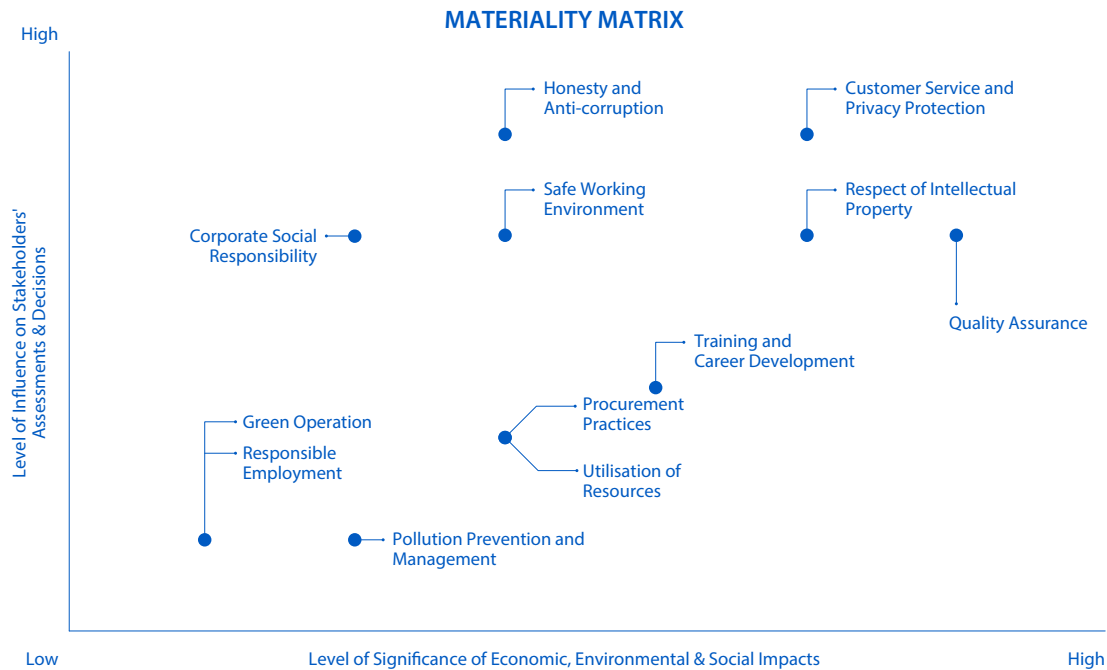 MATERIALITY MATRIX
High
Honesty and
Anti-corruption
Customer Service and
Privacy Protection
Safe Working
Environment
Respect of Intellectual
Property
Corporate Social
Responsibility
Quality Assurance
Level of Influence on Stakeholders'
Assessments & Decisions
Training and
Career Development
Procurement
Practices
Green Operation
Responsible
Employment
Utilisation of
Resources
Pollution Prevention and
Management
Low
Level of Significance of Economic, Environmental & Social Impacts
High